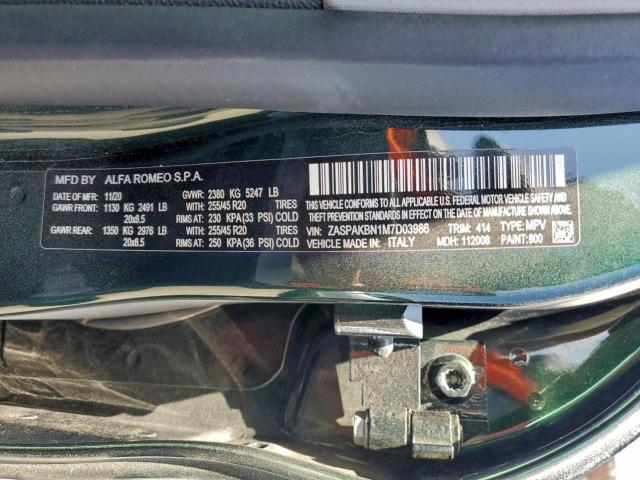 MFD BY ALFA ROMEO S.P.A.
DATE OF MFR: 11/20 GVWR: 2380 KG 5247 LB
GAWR FRONT: 1130 KG 2491 LB WITH 255/45 R20 TIRES
20x8.5 RIMS AT 230 KPA (33 PSI) COLD
GAWR REAR: 1350 KG 2976 LB WITH 255/45 R20 TIRES
20x8.5 RIMS AT 250 KPA (36 PSI) COLD
THIS VEHICLE CONFORMS TO ALL APPLICABLE U.S. FEDERAL MOTOR VEHICLE SAFETY AND
THEFT PREVENTION STANDARDS IN EFFECT ON THE DATE OF MANUFACTURE SHOWN ABOVE.
VIN: ZASPAKBN1M7D03986 TRIM: 414 TYPE: MPV
VEHICLE MADE IN: ITALY MDH: 112008 PAINT: 800